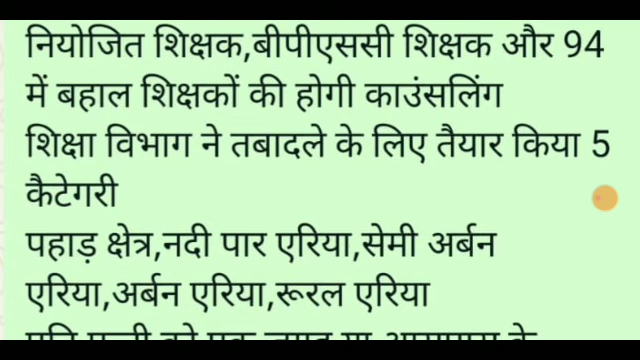 नियोजित शिक्षक,बीपीएससी शिक्षक और 94
में बहाल शिक्षकों की होगी काउंसलिंग
शिक्षा विभाग ने तबादले के लिए तैयार किया 5
कैटेगरी
पहाड़ क्षेत्र,नदी पार एरिया,सेमी अर्बन
एरिया,अर्बन एरिया,रूरल एरिया